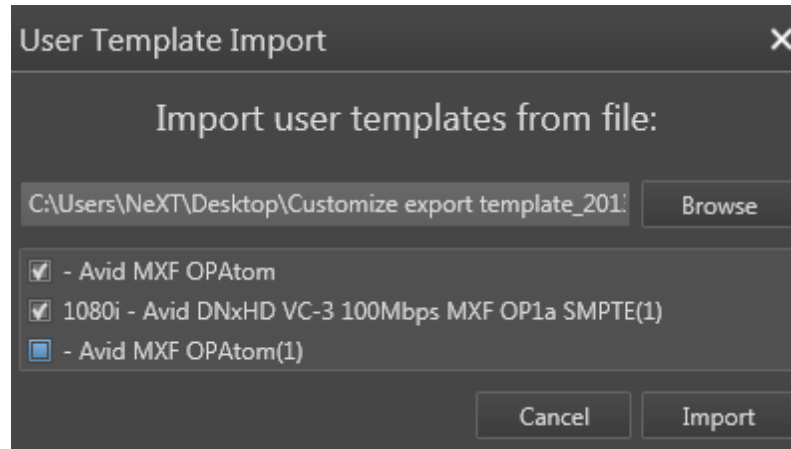 User Template Import
Import user templates from file:
C:\Users\NeXT\Desktop\Customize export template_201
Browse
- Avid MXF OPAtom
1080i - Avid DNxHD VC-3 100Mbps MXF OP1a SMPTE(1)
- Avid MXF OPAtom(1)
Cancel
Import